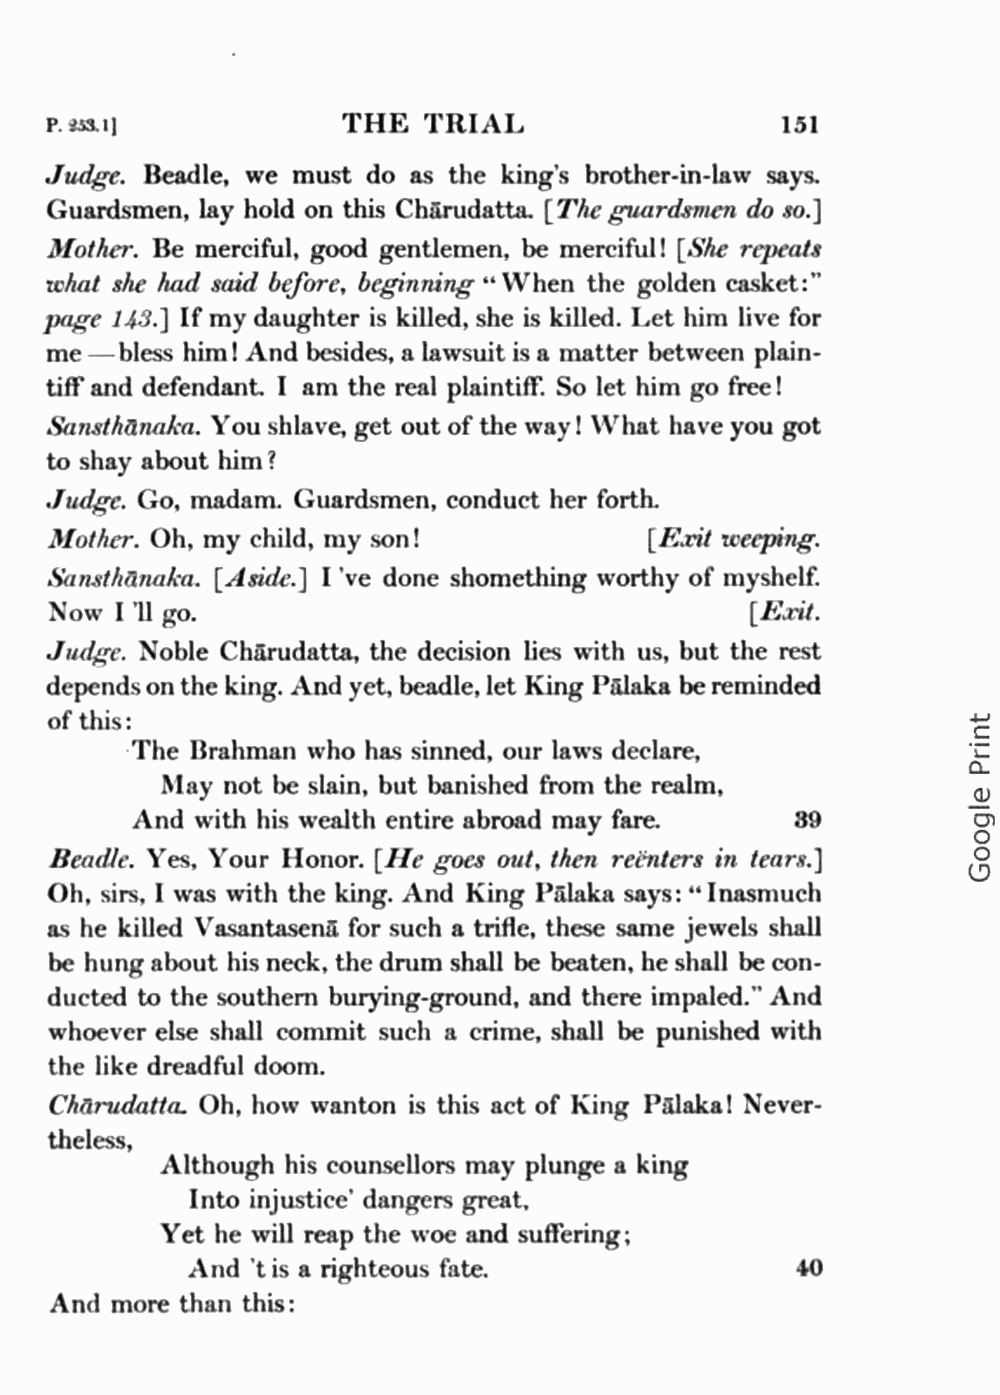 P. 253.1] THE TRIAL 151
Judge. Beadle, we must do as the king's brother-in-law says.
Guardsmen, lay hold on this Chārudatta. [The guardsmen do so.]
Mother. Be merciful, good gentlemen, be merciful! [She repeats
what she had said before, beginning "When the golden casket:"
page 143.] If my daughter is killed, she is killed. Let him live for
me — bless him! And besides, a lawsuit is a matter between plain-
tiff and defendant. I am the real plaintiff. So let him go free!
Sansthānaka. You shlave, get out of the way! What have you got
to shay about him?
Judge. Go, madam. Guardsmen, conduct her forth.
Mother. Oh, my child, my son! [Exit weeping.
Sansthānaka. [Aside.] I 've done shomething worthy of myshelf.
Now I 'll go. [Exit.
Judge. Noble Chārudatta, the decision lies with us, but the rest
depends on the king. And yet, beadle, let King Pālaka be reminded
of this:
The Brahman who has sinned, our laws declare,
May not be slain, but banished from the realm,
And with his wealth entire abroad may fare. 39
Beadle. Yes, Your Honor. [He goes out, then reënters in tears.]
Oh, sirs, I was with the king. And King Pālaka says: "Inasmuch
as he killed Vasantasenā for such a trifle, these same jewels shall
be hung about his neck, the drum shall be beaten, he shall be con-
ducted to the southern burying-ground, and there impaled." And
whoever else shall commit such a crime, shall be punished with
the like dreadful doom.
Chārudatta. Oh, how wanton is this act of King Pālaka! Never-
theless,
Although his counsellors may plunge a king
Into injustice' dangers great,
Yet he will reap the woe and suffering;
And 't is a righteous fate. 40
And more than this:
Google Print